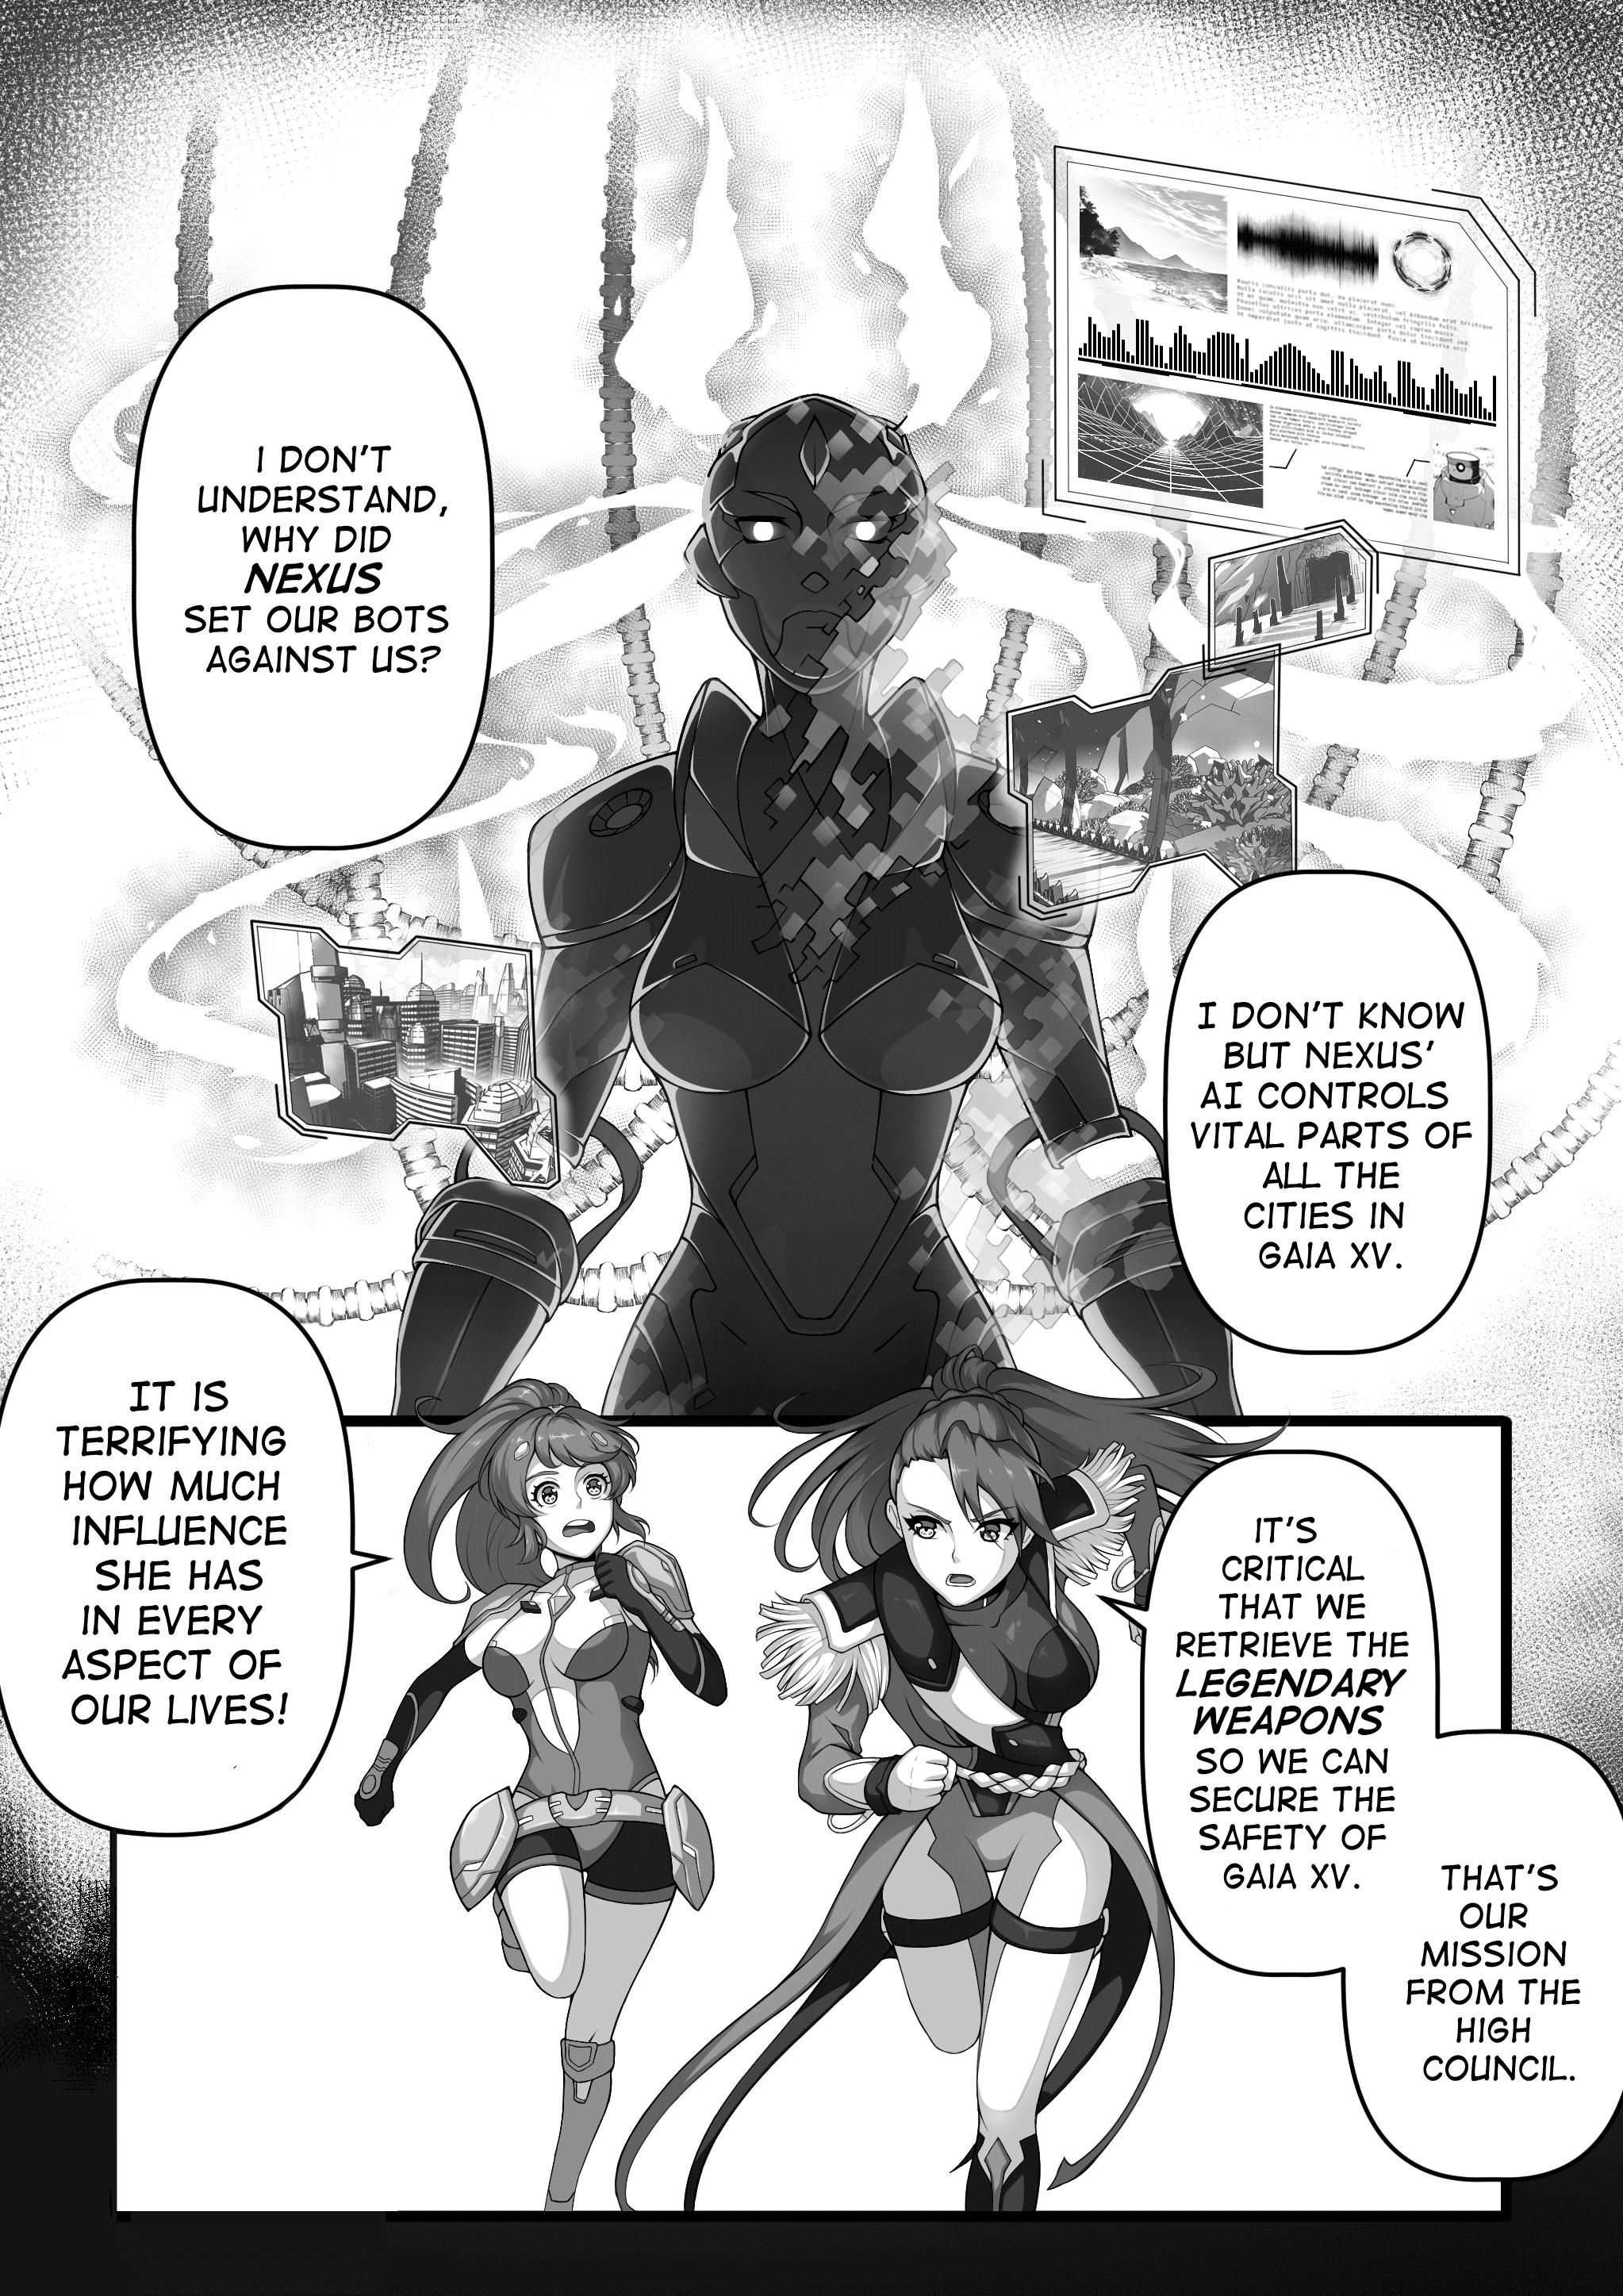 I DON'T
UNDERSTAND,
WHY DID
NEXUS
SET OUR BOTS
AGAINST US?
I DON'T KNOW
BUT NEXUS'
AI CONTROLS
VITAL PARTS OF
ALL THE
CITIES IN
GAIA XV.
IT IS
TERRIFYING
HOW MUCH
INFLUENCE
SHE HAS
IN EVERY
ASPECT OF
OUR LIVES!
IT'S
CRITICAL
THAT WE
RETRIEVE THE
LEGENDARY
WEAPONS
SO WE CAN
SECURE THE
SAFETY OF
GAIA XV.
THAT'S
OUR
MISSION
FROM THE
HIGH
COUNCIL.